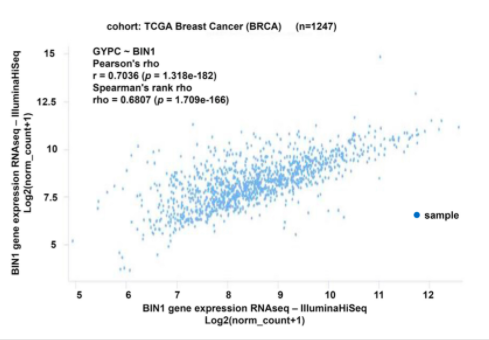 cohort: TCGA Breast Cancer (BRCA) (n=1247)
GYPC ~ BIN1
Pearson's rho
r = 0.7036 (p = 1.318e-182)
Spearman's rank rho
rho = 0.6807 (p = 1.709e-166)
BIN1 gene expression RNAseq – IlluminaHiSeq
Log2(norm_count+1)
15
12.5
10
7.5
5
sample
5 6 7 8 9 10 11 12
BIN1 gene expression RNAseq – IlluminaHiSeq
Log2(norm_count+1)